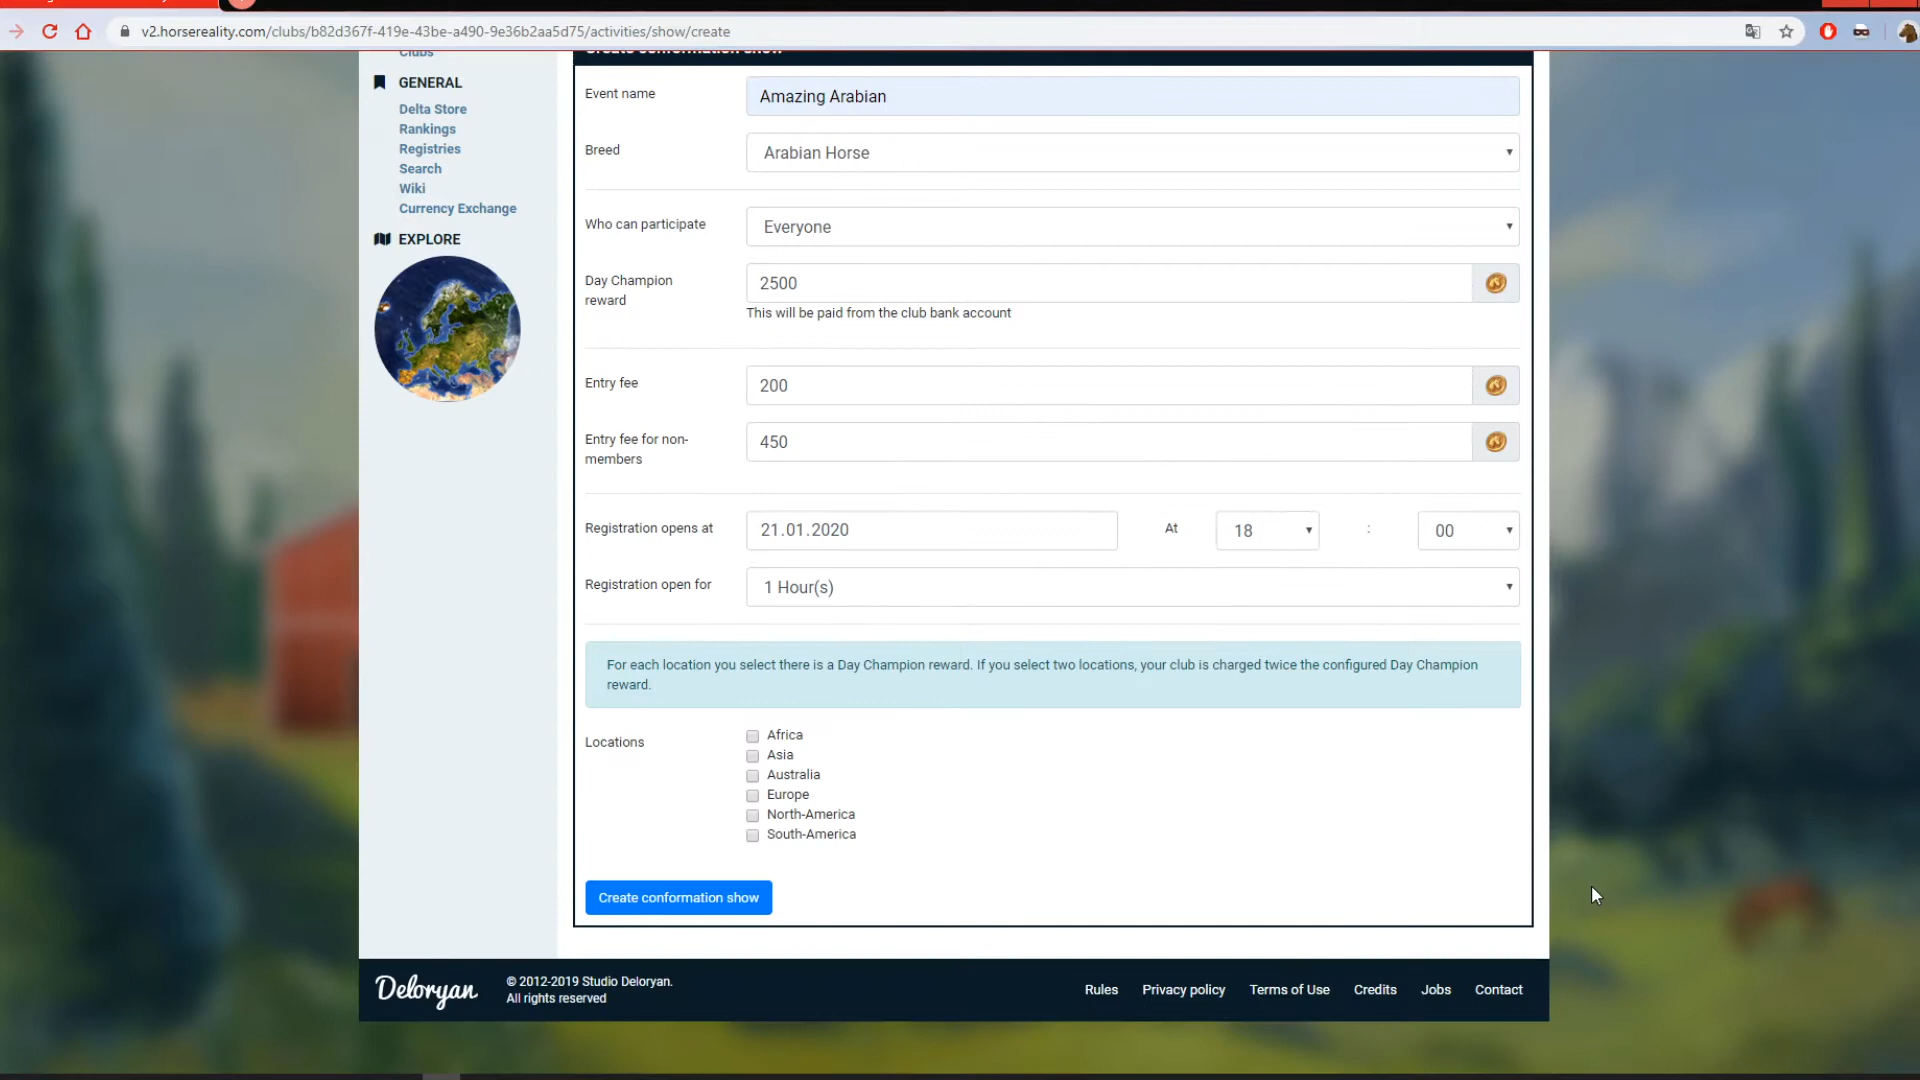 v2.horsereality.com/clubs/b82d367f-419e-43be-a490-9e36b2aa5d75/activities/show/create
Clubs
GENERAL
Delta Store
Rankings
Registries
Search
Wiki
Currency Exchange
EXPLORE
Create conformation show
Event name
Amazing Arabian
Breed
Arabian Horse
Who can participate
Everyone
Day Champion
reward
2500
This will be paid from the club bank account
Entry fee
200
Entry fee for non-
members
450
Registration opens at
21.01.2020
At
18
:
00
Registration open for
1 Hour(s)
For each location you select there is a Day Champion reward. If you select two locations, your club is charged twice the configured Day Champion
reward.
Locations
Africa
Asia
Australia
Europe
North-America
South-America
Create conformation show
Deloryan
© 2012-2019 Studio Deloryan.
All rights reserved
Rules
Privacy policy
Terms of Use
Credits
Jobs
Contact